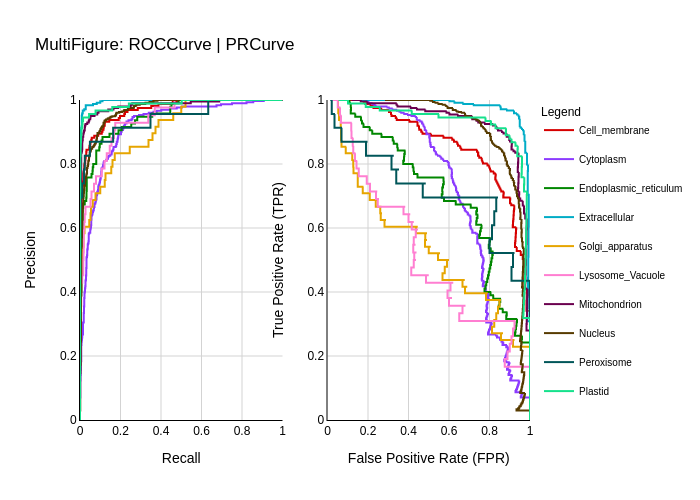 MultiFigure: ROCCurve | PRCurve
Precision
1
0.8
0.6
0.4
0.2
0
0 0.2 0.4 0.6 0.8 1
Recall
True Positive Rate (TPR)
1
0.8
0.6
0.4
0.2
0
0 0.2 0.4 0.6 0.8 1
False Positive Rate (FPR)
Legend
Cell_membrane
Cytoplasm
Endoplasmic_reticulum
Extracellular
Golgi_apparatus
Lysosome_Vacuole
Mitochondrion
Nucleus
Peroxisome
Plastid